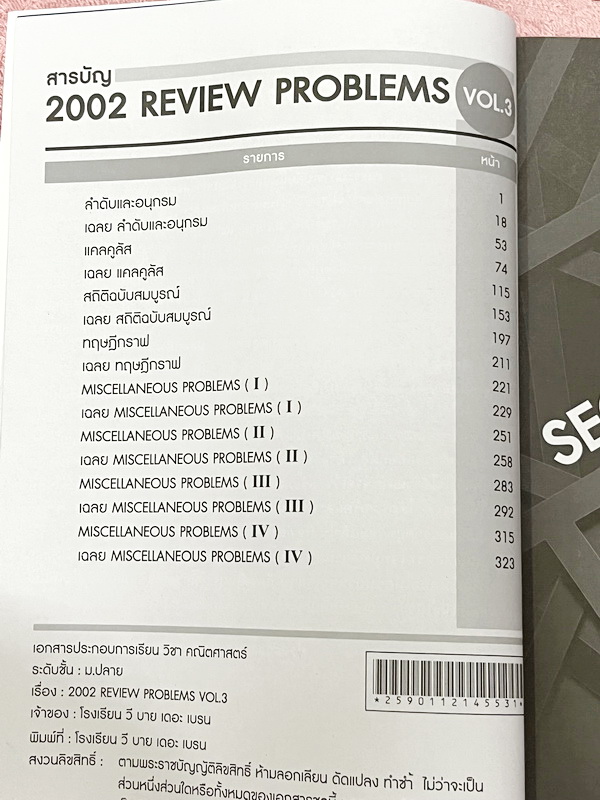 สารบัญ
2002 REVIEW PROBLEMS VOL.3
รายการ หน้า
ลำดับและอนุกรม 1
เฉลย ลำดับและอนุกรม 18
แคลคูลัส 53
เฉลย แคลคูลัส 74
สถิติฉบับสมบูรณ์ 115
เฉลย สถิติฉบับสมบูรณ์ 153
ทฤษฎีกราฟ 197
เฉลย ทฤษฎีกราฟ 211
MISCELLANEOUS PROBLEMS ( I ) 221
เฉลย MISCELLANEOUS PROBLEMS ( I ) 229
MISCELLANEOUS PROBLEMS ( II ) 251
เฉลย MISCELLANEOUS PROBLEMS ( II ) 258
MISCELLANEOUS PROBLEMS ( III ) 283
เฉลย MISCELLANEOUS PROBLEMS ( III ) 292
MISCELLANEOUS PROBLEMS ( IV ) 315
เฉลย MISCELLANEOUS PROBLEMS ( IV ) 323
เอกสารประกอบการเรียน วิชา คณิตศาสตร์
ระดับชั้น : ม.ปลาย
เรื่อง : 2002 REVIEW PROBLEMS VOL.3
เจ้าของ : โรงเรียน วี บาย เดอะ เบรน
พิมพ์ที่ : โรงเรียน วี บาย เดอะ เบรน
สงวนลิขสิทธิ์ : ตามพระราชบัญญัติลิขสิทธิ์ ห้ามลอกเลียน ดัดแปลง ทำซ้ำ ไม่ว่าจะเป็น
ส่วนหนึ่งส่วนใดหรือทั้งหมดของเอกสารชุดนี้
*2590112145531*